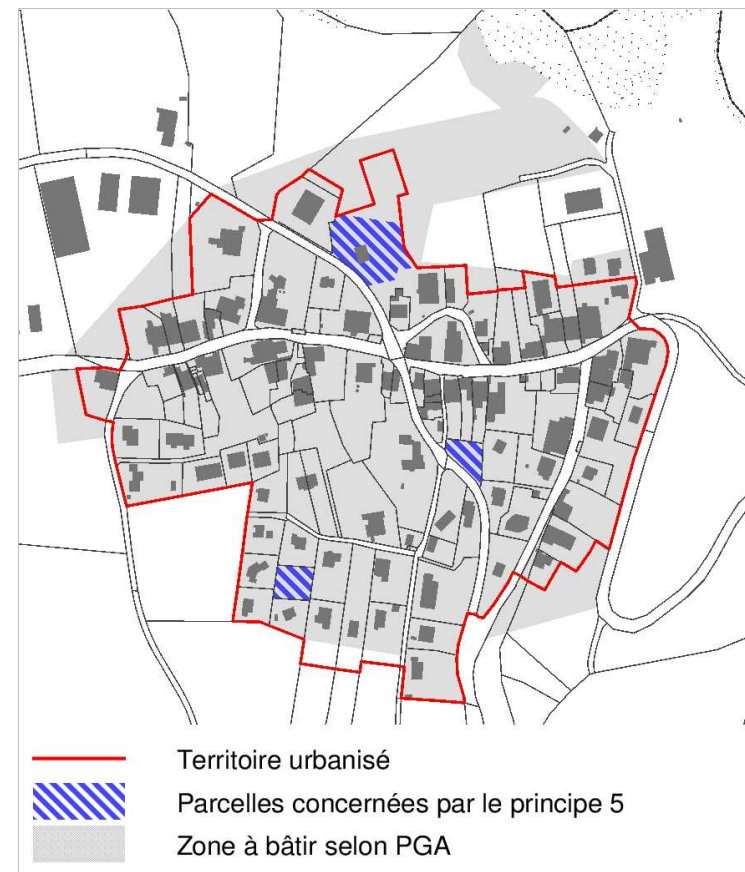 Territoire urbanisé
Parcelles concernées par le principe 5
Zone à bâtir selon PGA